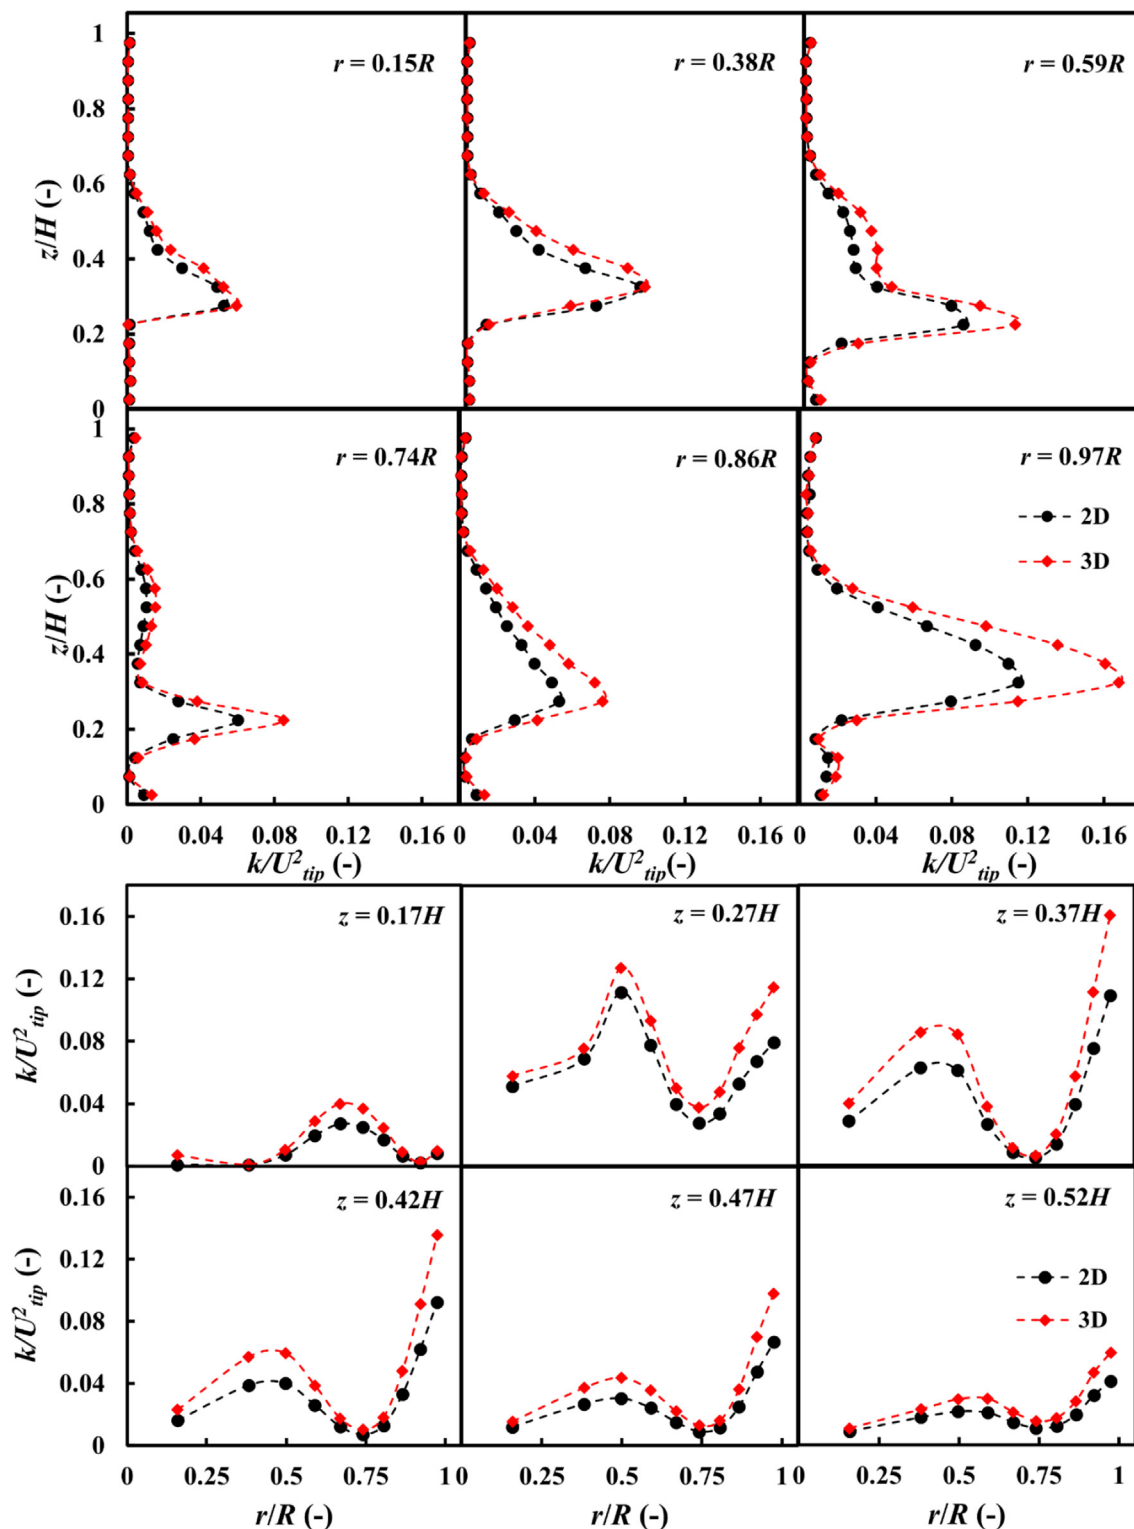 1
0.8
0.6
0.4
0.2
0
z/H (-)
r = 0.15R
r = 0.38R
r = 0.59R
1
0.8
0.6
0.4
0.2
0
z/H (-)
r = 0.74R
r = 0.86R
r = 0.97R
2D
3D
0 0.04 0.08 0.12 0.16 0 0.04 0.08 0.12 0 0.04 0.08 0.12 0.16
k/U²tip (-) k/U²tip(-) k/U²tip (-)
0.16
0.12
0.08
0.04
0
k/U²tip (-)
z = 0.17H
z = 0.27H
z = 0.37H
0.16
0.12
0.08
0.04
0
k/U²tip (-)
z = 0.42H
z = 0.47H
z = 0.52H
2D
3D
0 0.25 0.5 0.75 1 0 0.25 0.5 0.75 1 0 0.25 0.5 0.75 1
r/R (-) r/R (-) r/R (-)